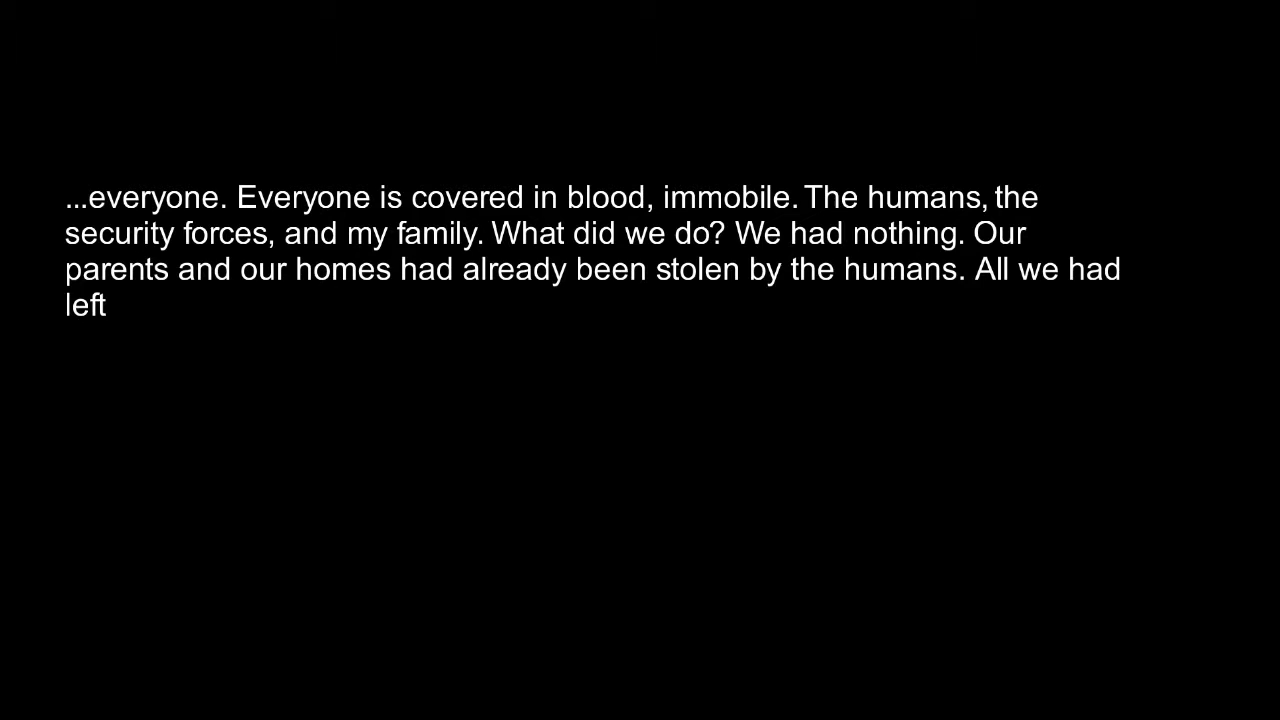 ...everyone. Everyone is covered in blood, immobile. The humans, the
security forces, and my family. What did we do? We had nothing. Our
parents and our homes had already been stolen by the humans. All we had
left